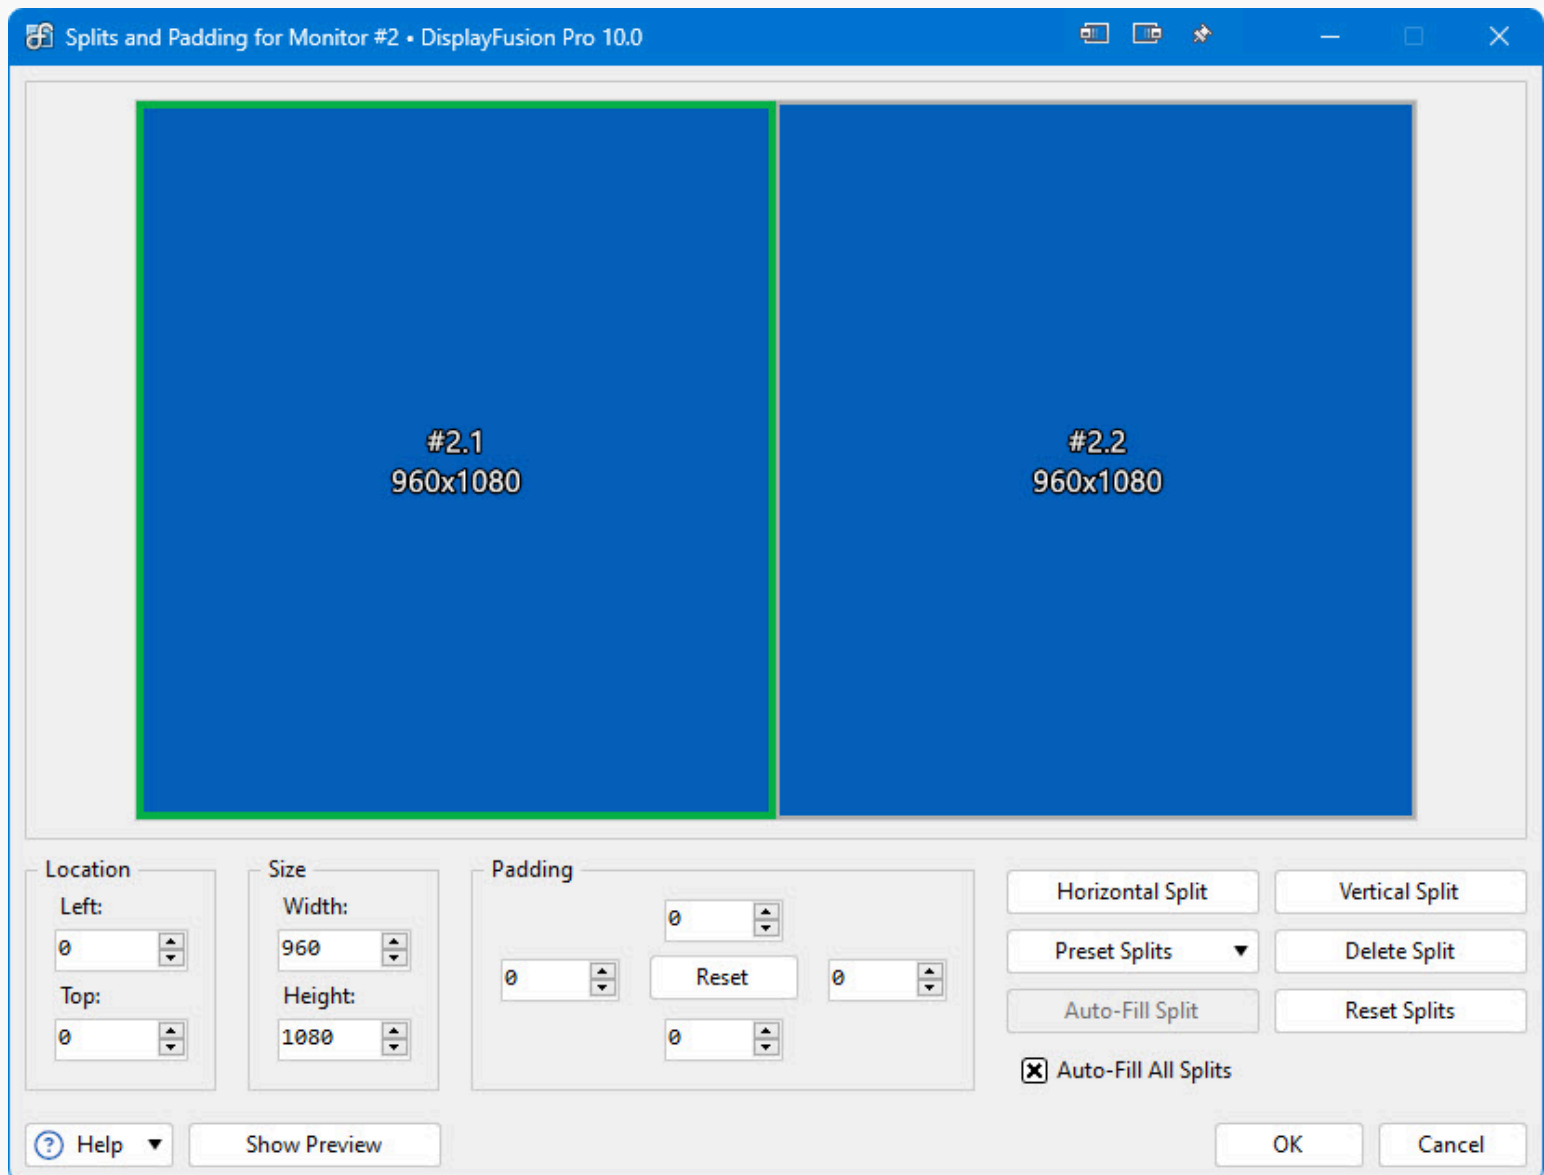 Splits and Padding for Monitor #2 • DisplayFusion Pro 10.0
#2.1
960x1080
#2.2
960x1080
Location
Left:
0
Top:
0
Size
Width:
960
Height:
1080
Padding
0
0
Reset
0
0
Horizontal Split
Vertical Split
Preset Splits
Delete Split
Auto-Fill Split
Reset Splits
Auto-Fill All Splits
? Help
Show Preview
OK
Cancel